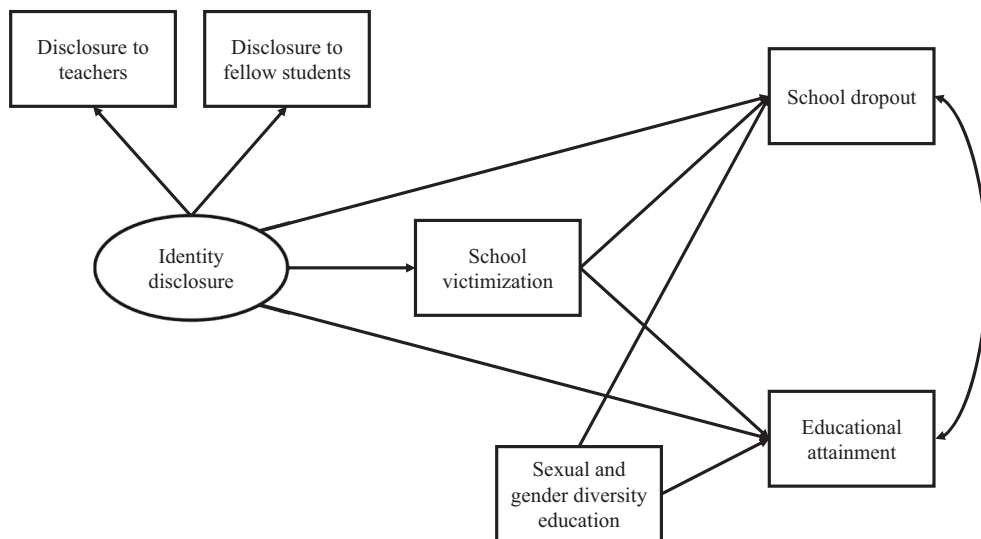 Disclosure to
teachers
Disclosure to
fellow students
School dropout
Identity
disclosure
School
victimization
Educational
attainment
Sexual and
gender diversity
education